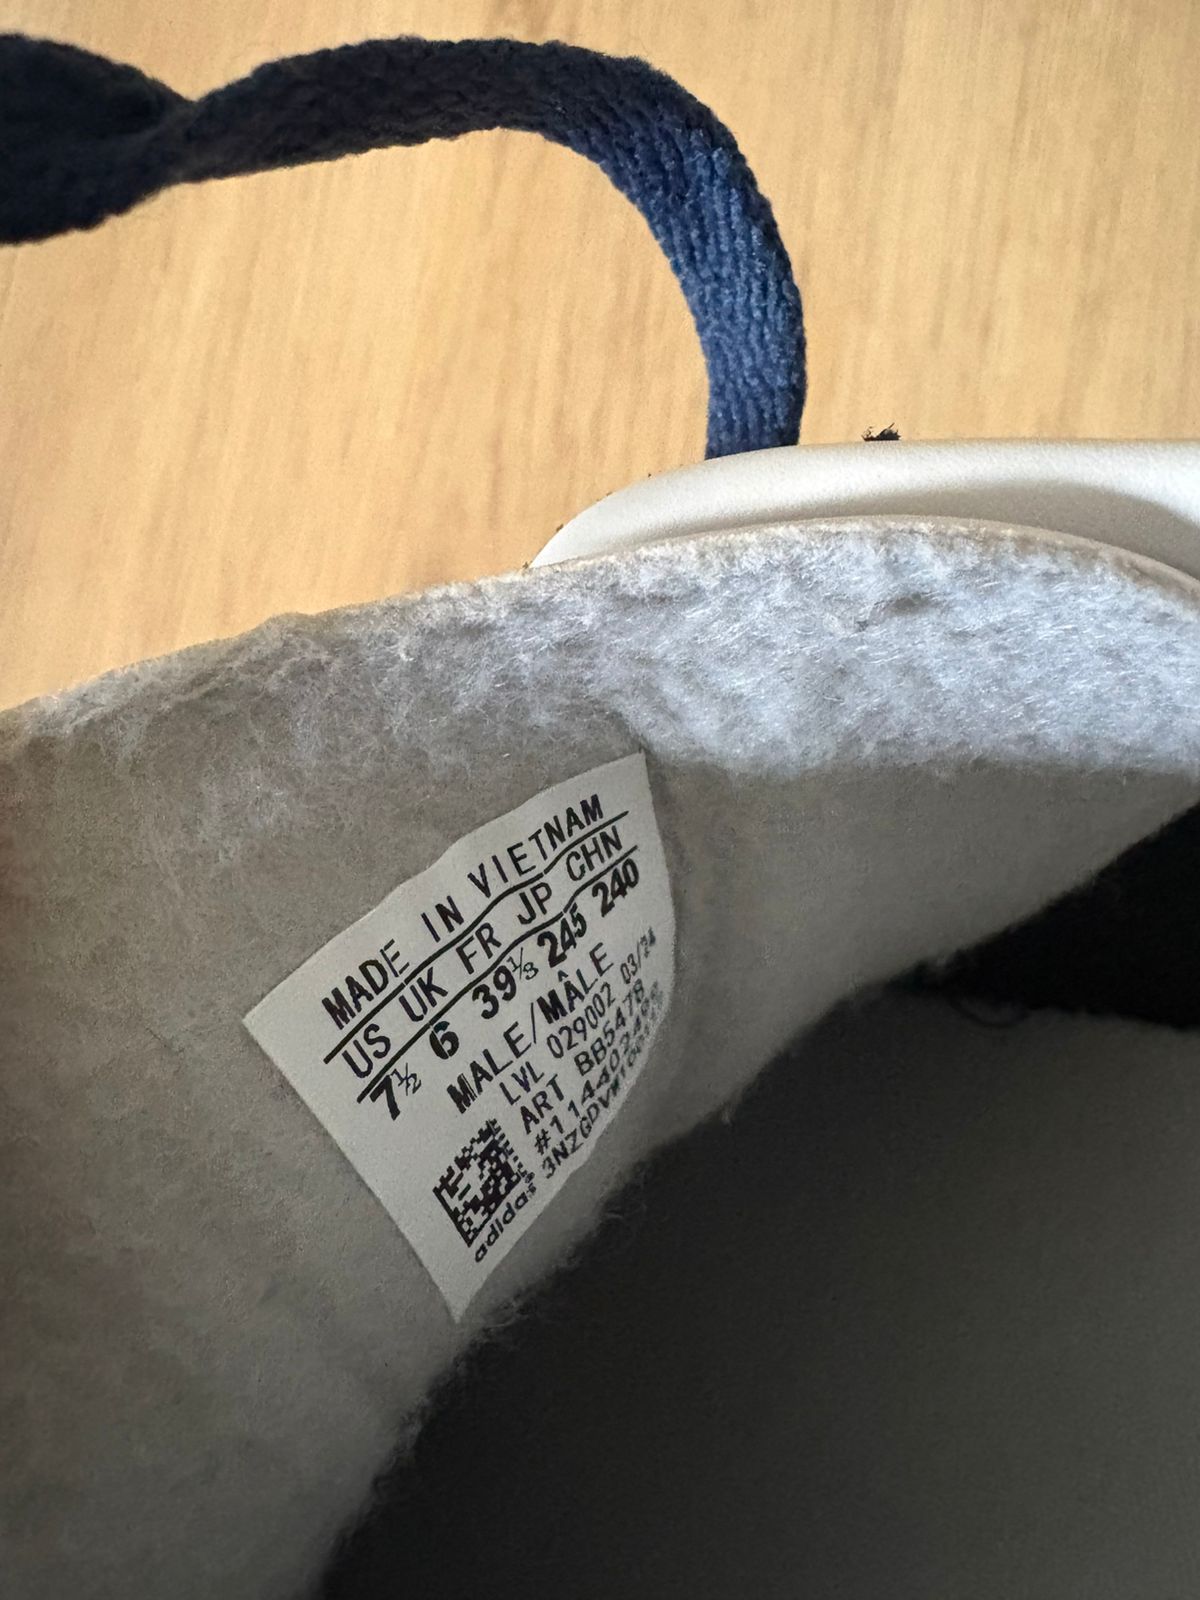 MADE IN VIETNAM
US UK FR JP CHN
7½ 6 39⅓ 245 240
MALE/MÂLE
LVL 029002 03/24
ART BB5478
adidas